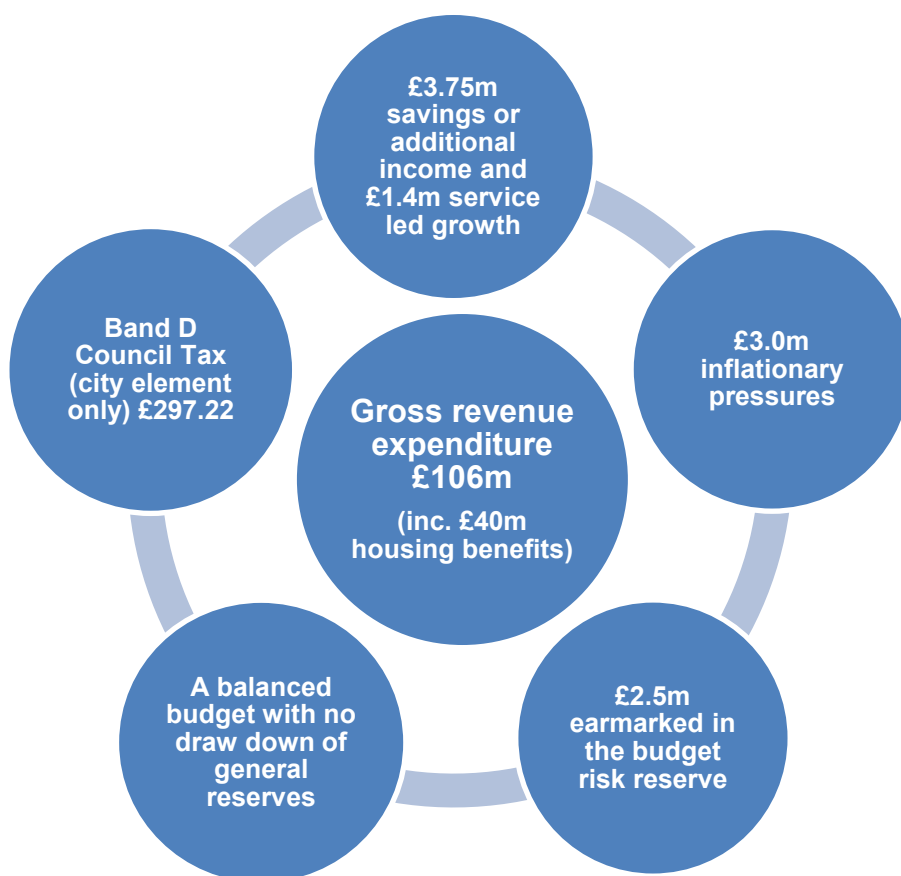 £3.75m
savings or
additional
income and
£1.4m service
led growth
£3.0m
inflationary
pressures
£2.5m
earmarked in
the budget
risk reserve
A balanced
budget with no
draw down of
general
reserves
Band D
Council Tax
(city element
only) £297.22
Gross revenue
expenditure
£106m
(inc. £40m
housing benefits)